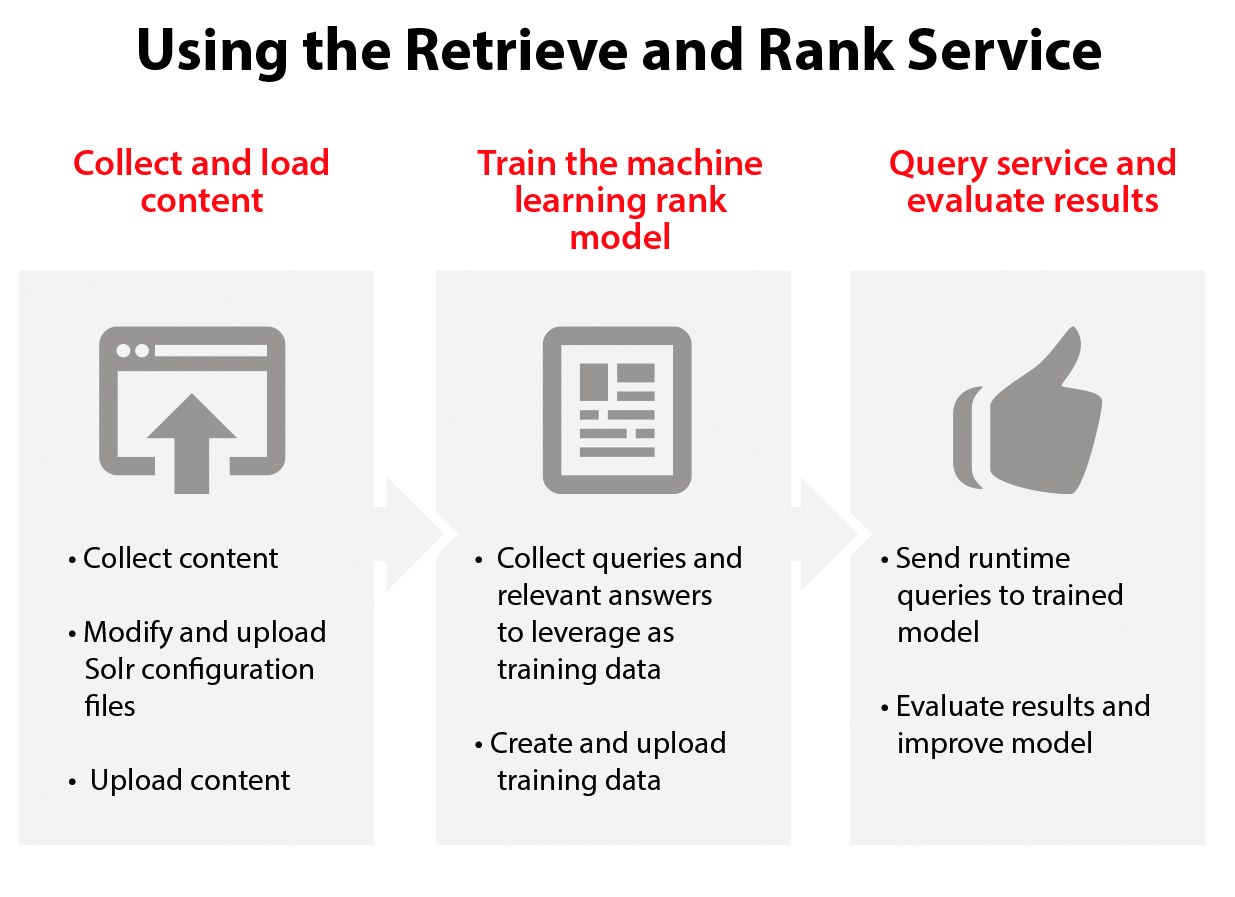 Using the Retrieve and Rank Service
Collect and load
content
Train the machine
learning rank
model
Query service and
evaluate results
• Collect content
• Modify and upload
Solr configuration
files
• Upload content
• Collect queries and
relevant answers
to leverage as
training data
• Create and upload
training data
• Send runtime
queries to trained
model
• Evaluate results and
improve model